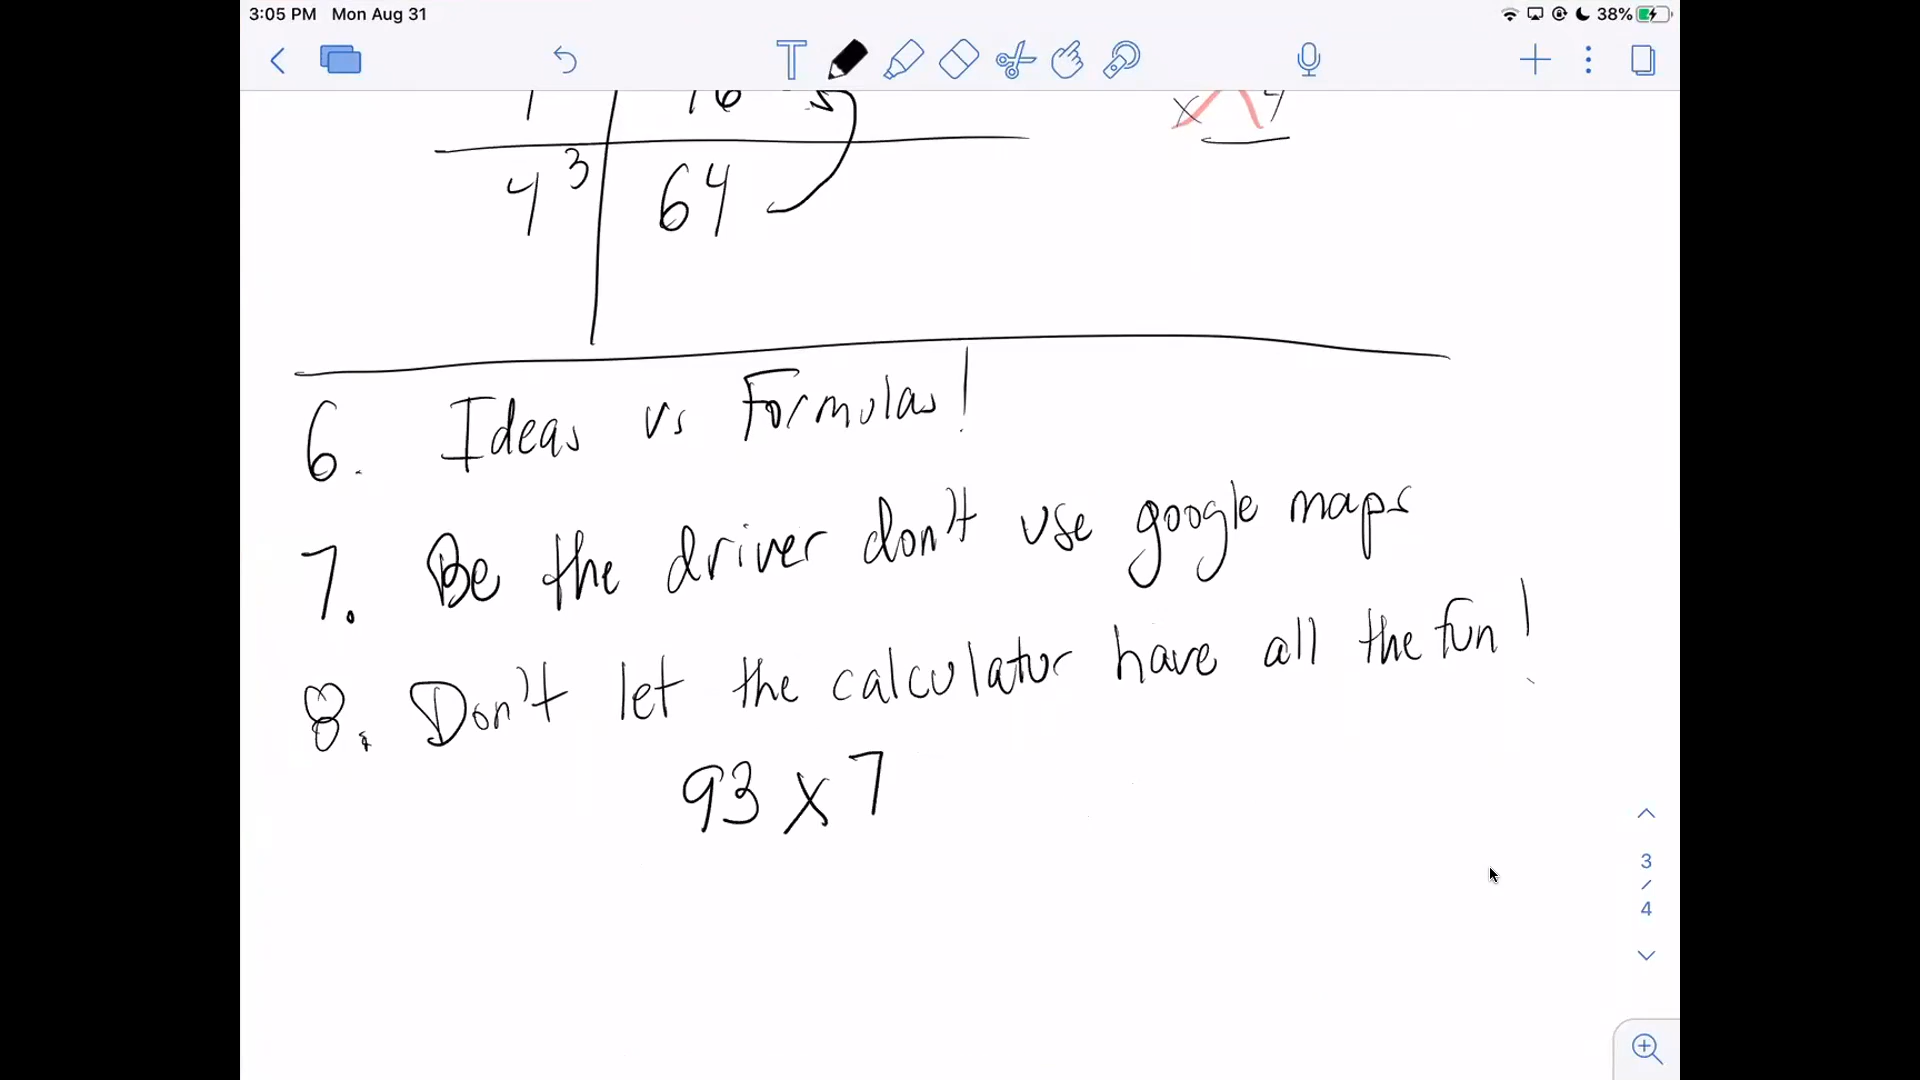 3:05 PM Mon Aug 31
38%
4³ 64
6. Ideas vs Formulas!
7. Be the driver don't use google maps
8. Don't let the calculator have all the fun!
93 x 7
3
/
4